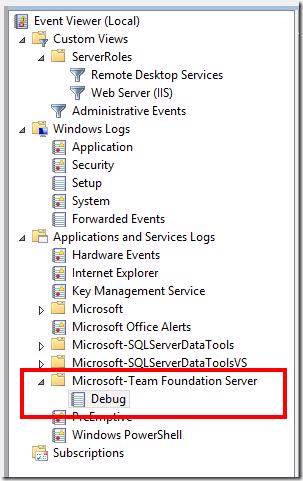 Event Viewer (Local)
Custom Views
ServerRoles
Remote Desktop Services
Web Server (IIS)
Administrative Events
Windows Logs
Application
Security
Setup
System
Forwarded Events
Applications and Services Logs
Hardware Events
Internet Explorer
Key Management Service
Microsoft
Microsoft Office Alerts
Microsoft-SQLServerDataTools
Microsoft-SQLServerDataToolsVS
Microsoft-Team Foundation Server
Debug
PreEmptive
Windows PowerShell
Subscriptions